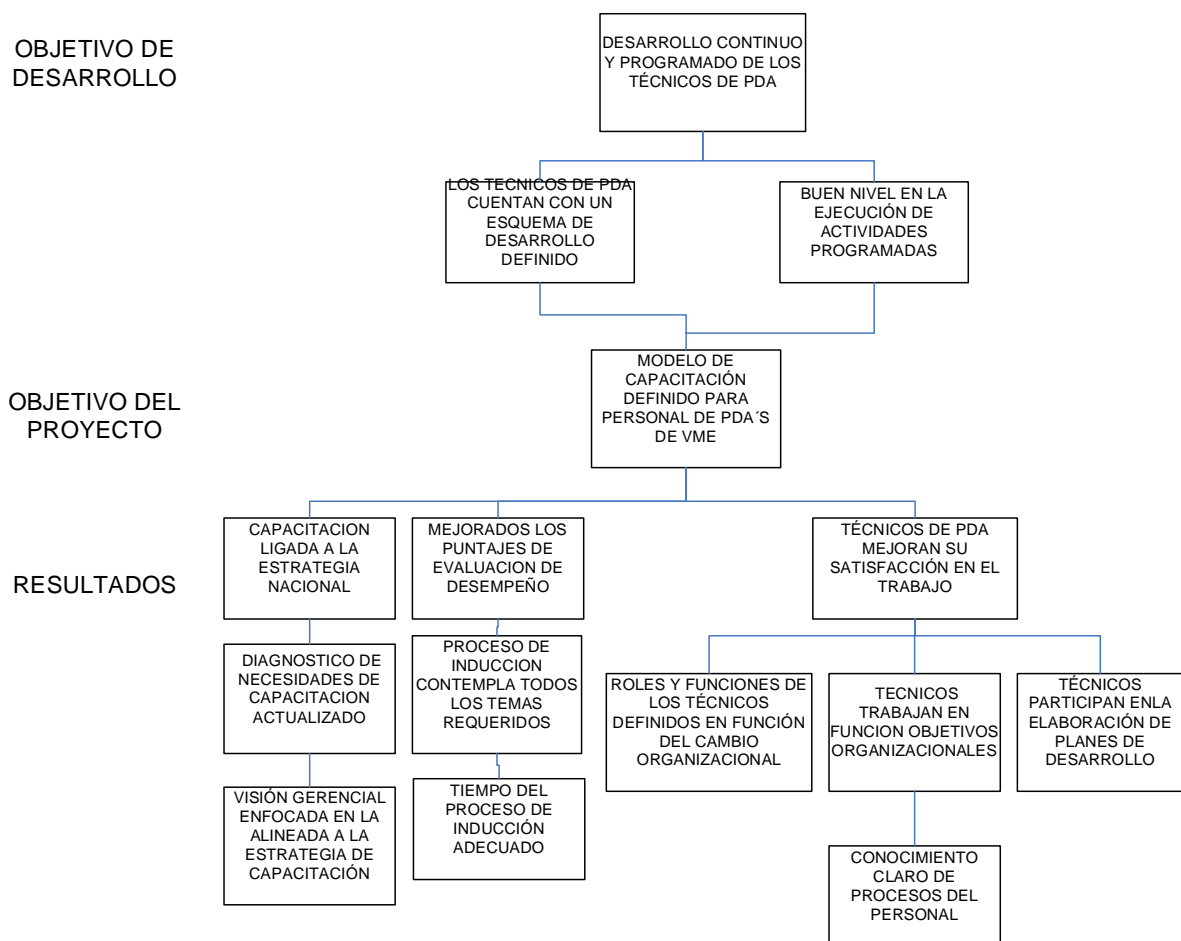 OBJETIVO DE
DESARROLLO
DESARROLLO CONTINUO
Y PROGRAMADO DE LOS
TÉCNICOS DE PDA
LOS TECNICOS DE PDA
CUENTAN CON UN
ESQUEMA DE
DESARROLLO
DEFINIDO
BUEN NIVEL EN LA
EJECUCIÓN DE
ACTIVIDADES
PROGRAMADAS
OBJETIVO DEL
PROYECTO
MODELO DE
CAPACITACIÓN
DEFINIDO PARA
PERSONAL DE PDA´S
DE VME
RESULTADOS
CAPACITACION
LIGADA A LA
ESTRATEGIA
NACIONAL
MEJORADOS LOS
PUNTAJES DE
EVALUACION DE
DESEMPEÑO
TÉCNICOS DE PDA
MEJORAN SU
SATISFACCIÓN EN EL
TRABAJO
DIAGNOSTICO DE
NECESIDADES DE
CAPACITACION
ACTUALIZADO
PROCESO DE
INDUCCION
CONTEMPLA TODOS
LOS TEMAS
REQUERIDOS
ROLES Y FUNCIONES DE
LOS TÉCNICOS
DEFINIDOS EN FUNCIÓN
DEL CAMBIO
ORGANIZACIONAL
TECNICOS
TRABAJAN EN
FUNCION OBJETIVOS
ORGANIZACIONALES
TÉCNICOS
PARTICIPAN ENLA
ELABORACIÓN DE
PLANES DE
DESARROLLO
VISIÓN GERENCIAL
ENFOCADA EN LA
ALINEADA A LA
ESTRATEGIA DE
CAPACITACIÓN
TIEMPO DEL
PROCESO DE
INDUCCIÓN
ADECUADO
CONOCIMIENTO
CLARO DE
PROCESOS DEL
PERSONAL